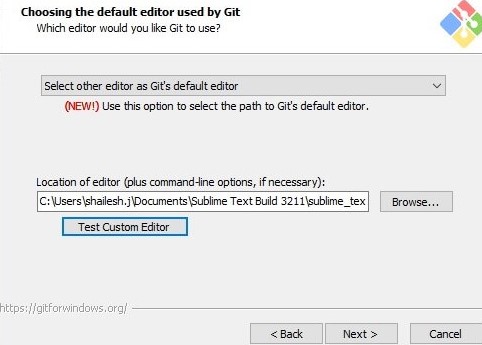 Choosing the default editor used by Git
Which editor would you like Git to use?
Select other editor as Git's default editor
(NEW!) Use this option to select the path to Git's default editor.
Location of editor (plus command-line options, if necessary):
C:\Users\shailesh.j\Documents\Sublime Text Build 3211\sublime_tex
Browse...
Test Custom Editor
https://gitforwindows.org/
< Back
Next >
Cancel